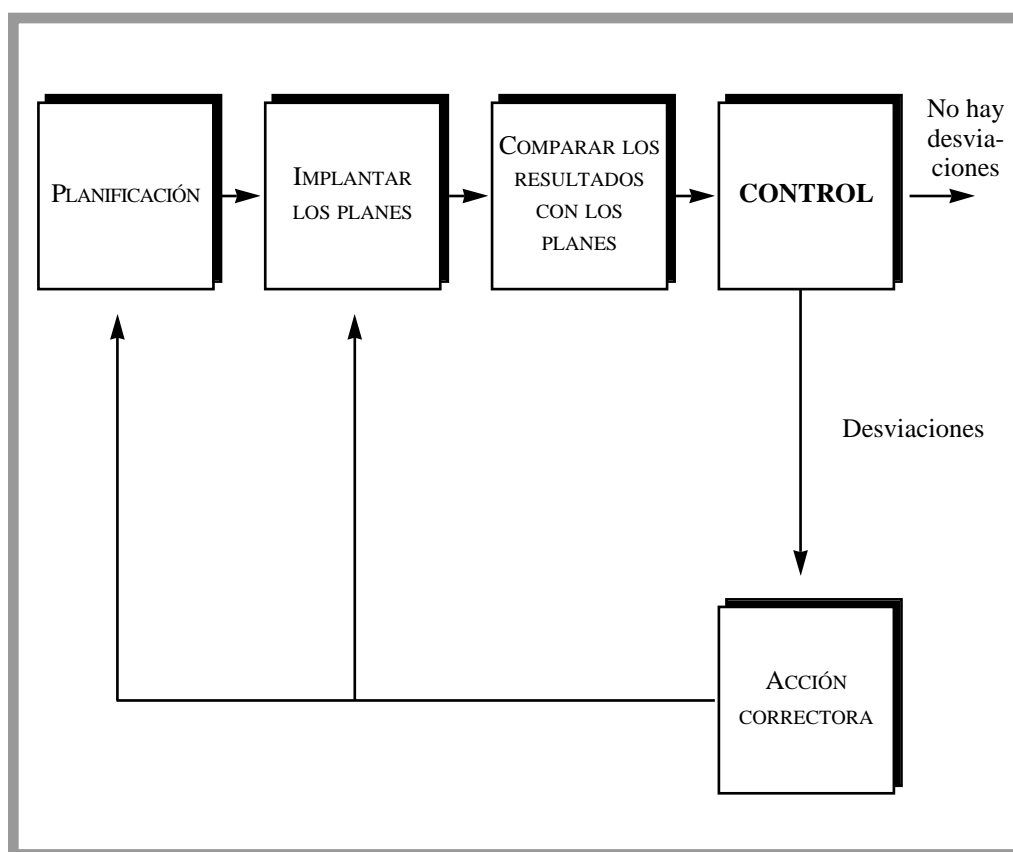 PLANIFICACIÓN
IMPLANTAR
LOS PLANES
COMPARAR LOS
RESULTADOS
CON LOS
PLANES
CONTROL
No hay
desvia-
ciones
Desviaciones
ACCIÓN
CORRECTORA